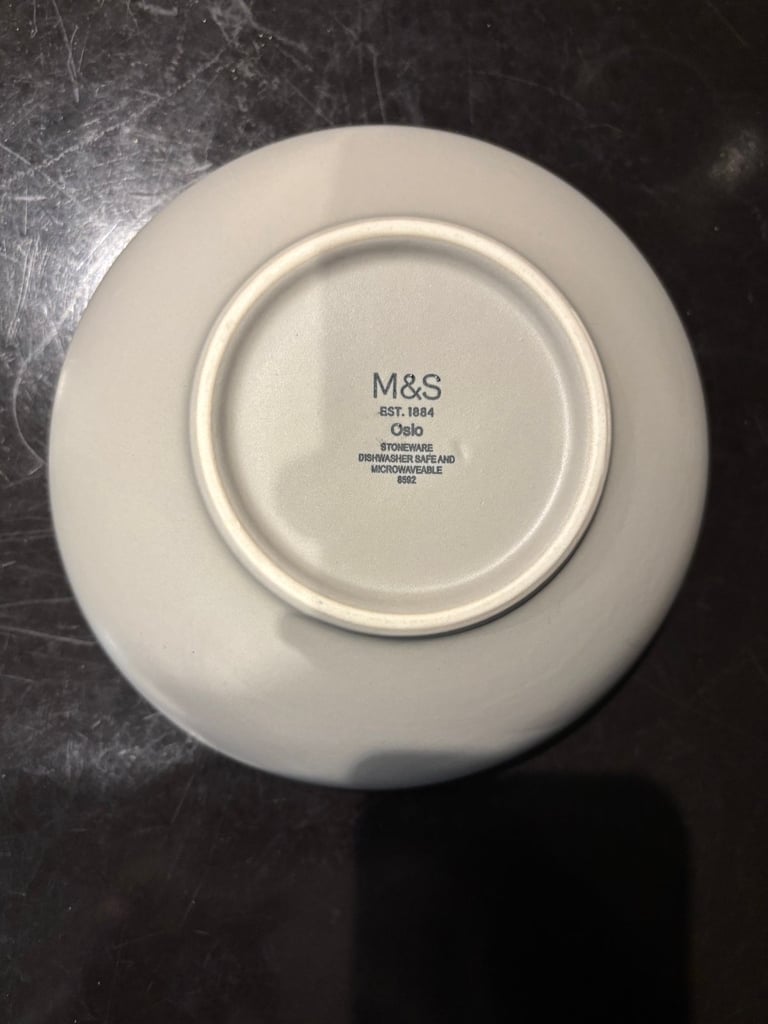 M&S
EST. 1884
Oslo
STONEWARE
DISHWASHER SAFE AND
MICROWAVEABLE
8592